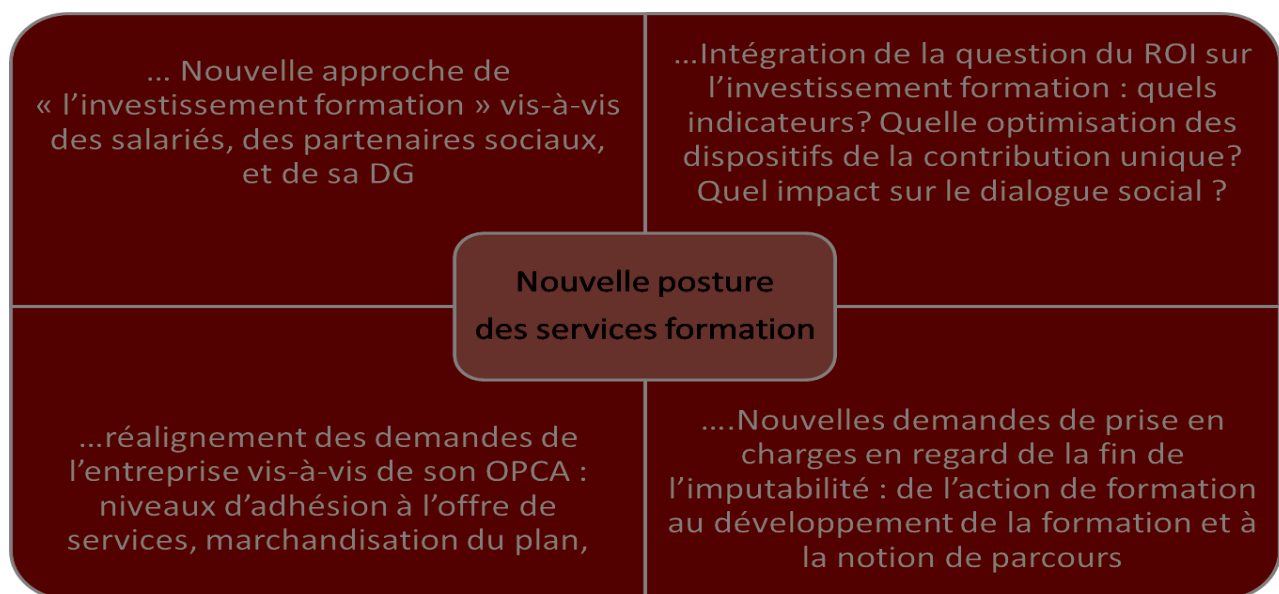 ... Nouvelle approche de
« l’investissement formation » vis-à-vis
des salariés, des partenaires sociaux,
et de sa DG
...Intégration de la question du ROI sur
l’investissement formation : quels
indicateurs? Quelle optimisation des
dispositifs de la contribution unique?
Quel impact sur le dialogue social ?
Nouvelle posture
des services formation
...réalignement des demandes de
l’entreprise vis-à-vis de son OPCA :
niveaux d’adhésion à l’offre de
services, marchandisation du plan,
....Nouvelles demandes de prise en
charges en regard de la fin de
l’imputabilité : de l’action de formation
au développement de la formation et à
la notion de parcours